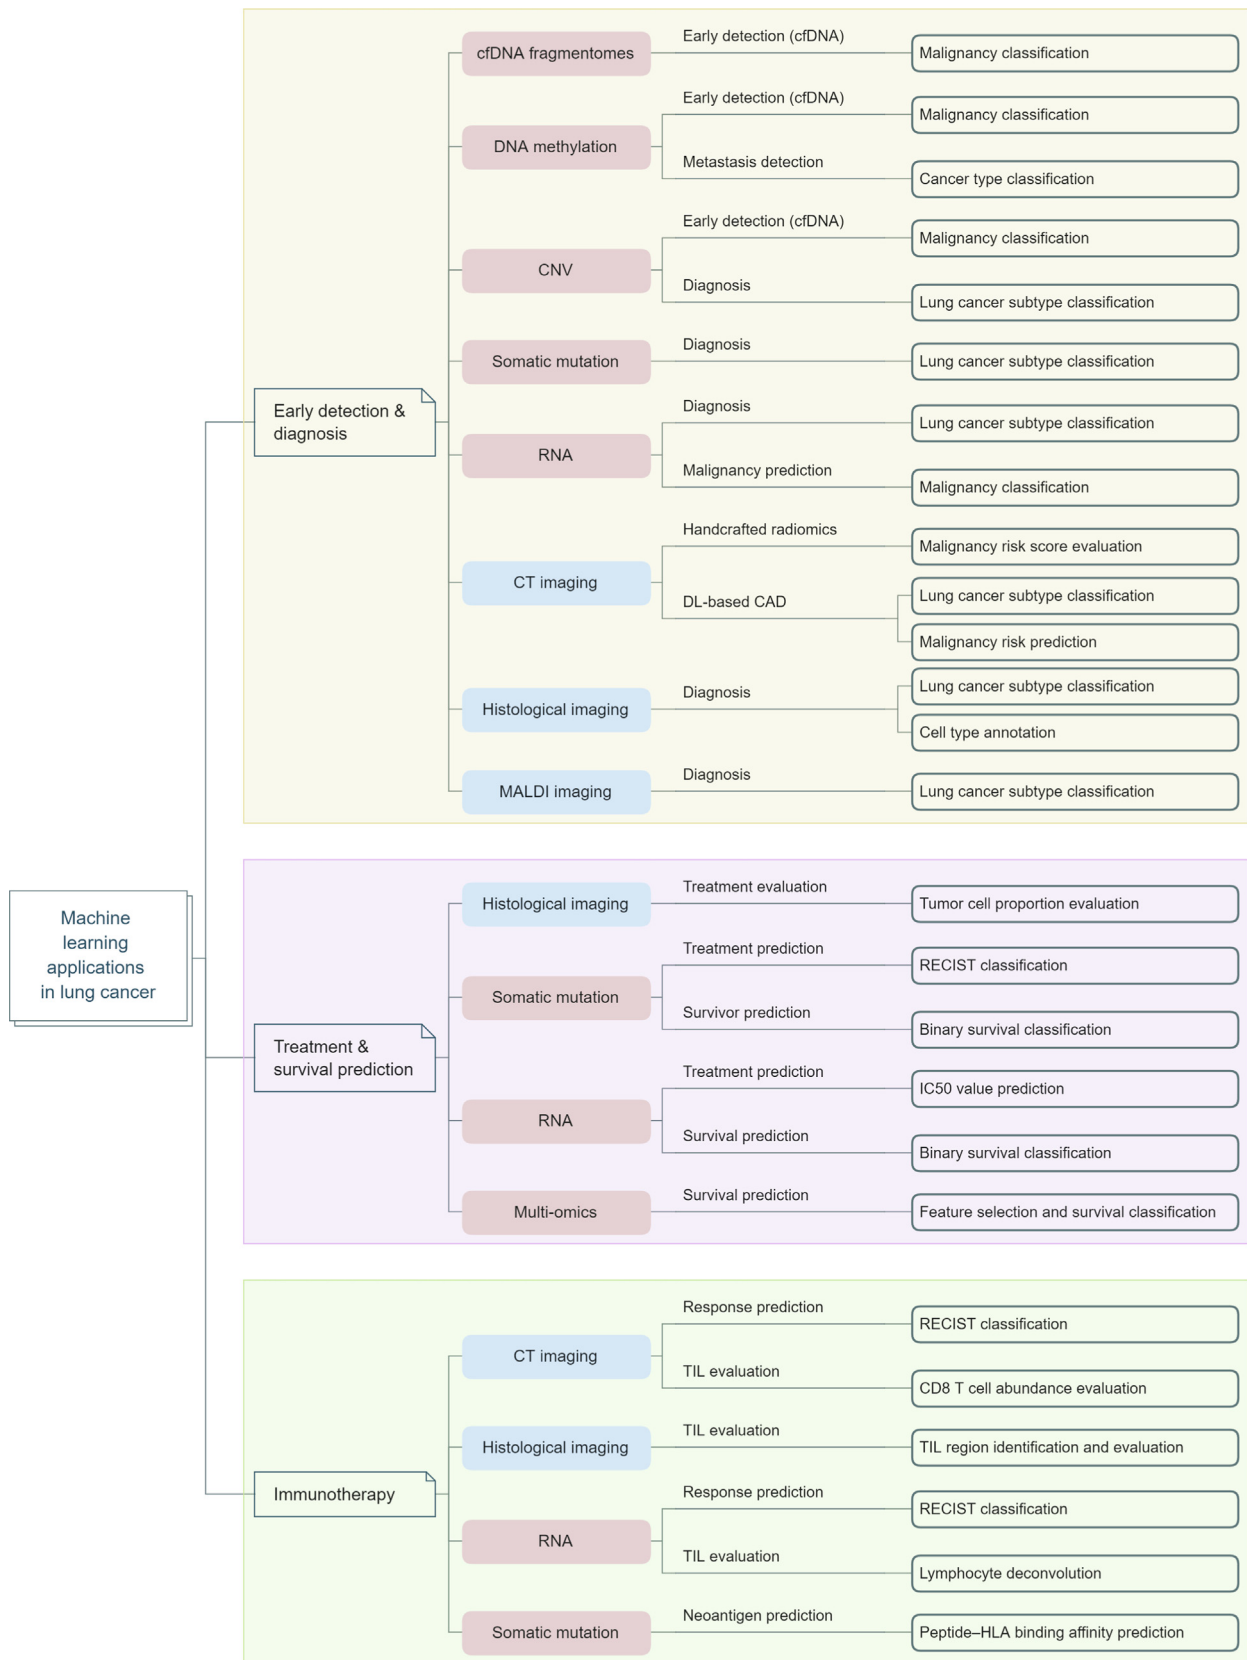 Machine
learning
applications
in lung cancer
Early detection &
diagnosis
cfDNA fragmentomes
Early detection (cfDNA)
Malignancy classification
DNA methylation
Early detection (cfDNA)
Malignancy classification
Metastasis detection
Cancer type classification
CNV
Early detection (cfDNA)
Malignancy classification
Diagnosis
Lung cancer subtype classification
Somatic mutation
Diagnosis
Lung cancer subtype classification
RNA
Diagnosis
Lung cancer subtype classification
Malignancy prediction
Malignancy classification
CT imaging
Handcrafted radiomics
Malignancy risk score evaluation
DL-based CAD
Lung cancer subtype classification
Malignancy risk prediction
Histological imaging
Diagnosis
Lung cancer subtype classification
Cell type annotation
MALDI imaging
Diagnosis
Lung cancer subtype classification
Treatment &
survival prediction
Histological imaging
Treatment evaluation
Tumor cell proportion evaluation
Somatic mutation
Treatment prediction
RECIST classification
Survivor prediction
Binary survival classification
RNA
Treatment prediction
IC50 value prediction
Survival prediction
Binary survival classification
Multi-omics
Survival prediction
Feature selection and survival classification
Immunotherapy
CT imaging
Response prediction
RECIST classification
TIL evaluation
CD8 T cell abundance evaluation
Histological imaging
TIL evaluation
TIL region identification and evaluation
RNA
Response prediction
RECIST classification
TIL evaluation
Lymphocyte deconvolution
Somatic mutation
Neoantigen prediction
Peptide–HLA binding affinity prediction